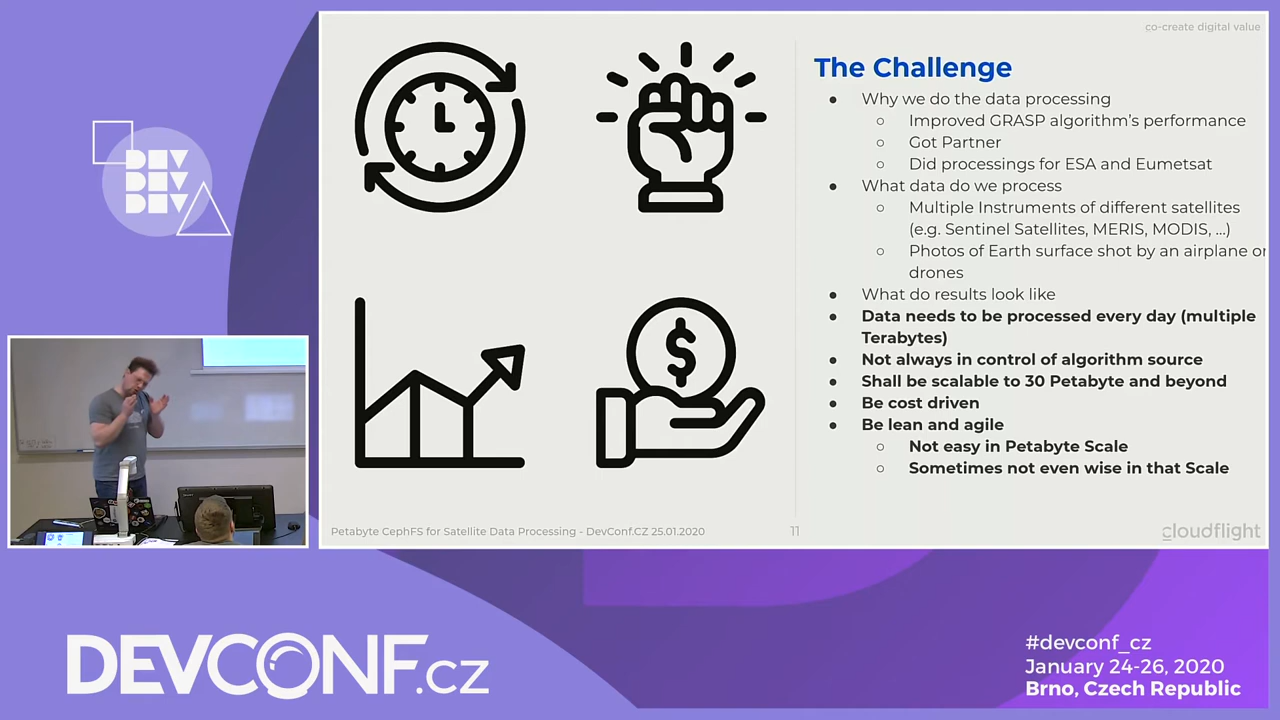 co-create digital value
DEV
DEV
DEV
The Challenge
● Why we do the data processing
○ Improved GRASP algorithm's performance
○ Got Partner
○ Did processings for ESA and Eumetsat
● What data do we process
○ Multiple Instruments of different satellites
(e.g. Sentinel Satellites, MERIS, MODIS, ...)
○ Photos of Earth surface shot by an airplane or
drones
● What do results look like
● Data needs to be processed every day (multiple
Terabytes)
● Not always in control of algorithm source
● Shall be scalable to 30 Petabyte and beyond
● Be cost driven
● Be lean and agile
○ Not easy in Petabyte Scale
○ Sometimes not even wise in that Scale
$
Petabyte CephFS for Satellite Data Processing - DevConf.CZ 25.01.2020
11
cloudflight
DEVCONF.cz
#devconf_cz
January 24-26, 2020
Brno, Czech Republic